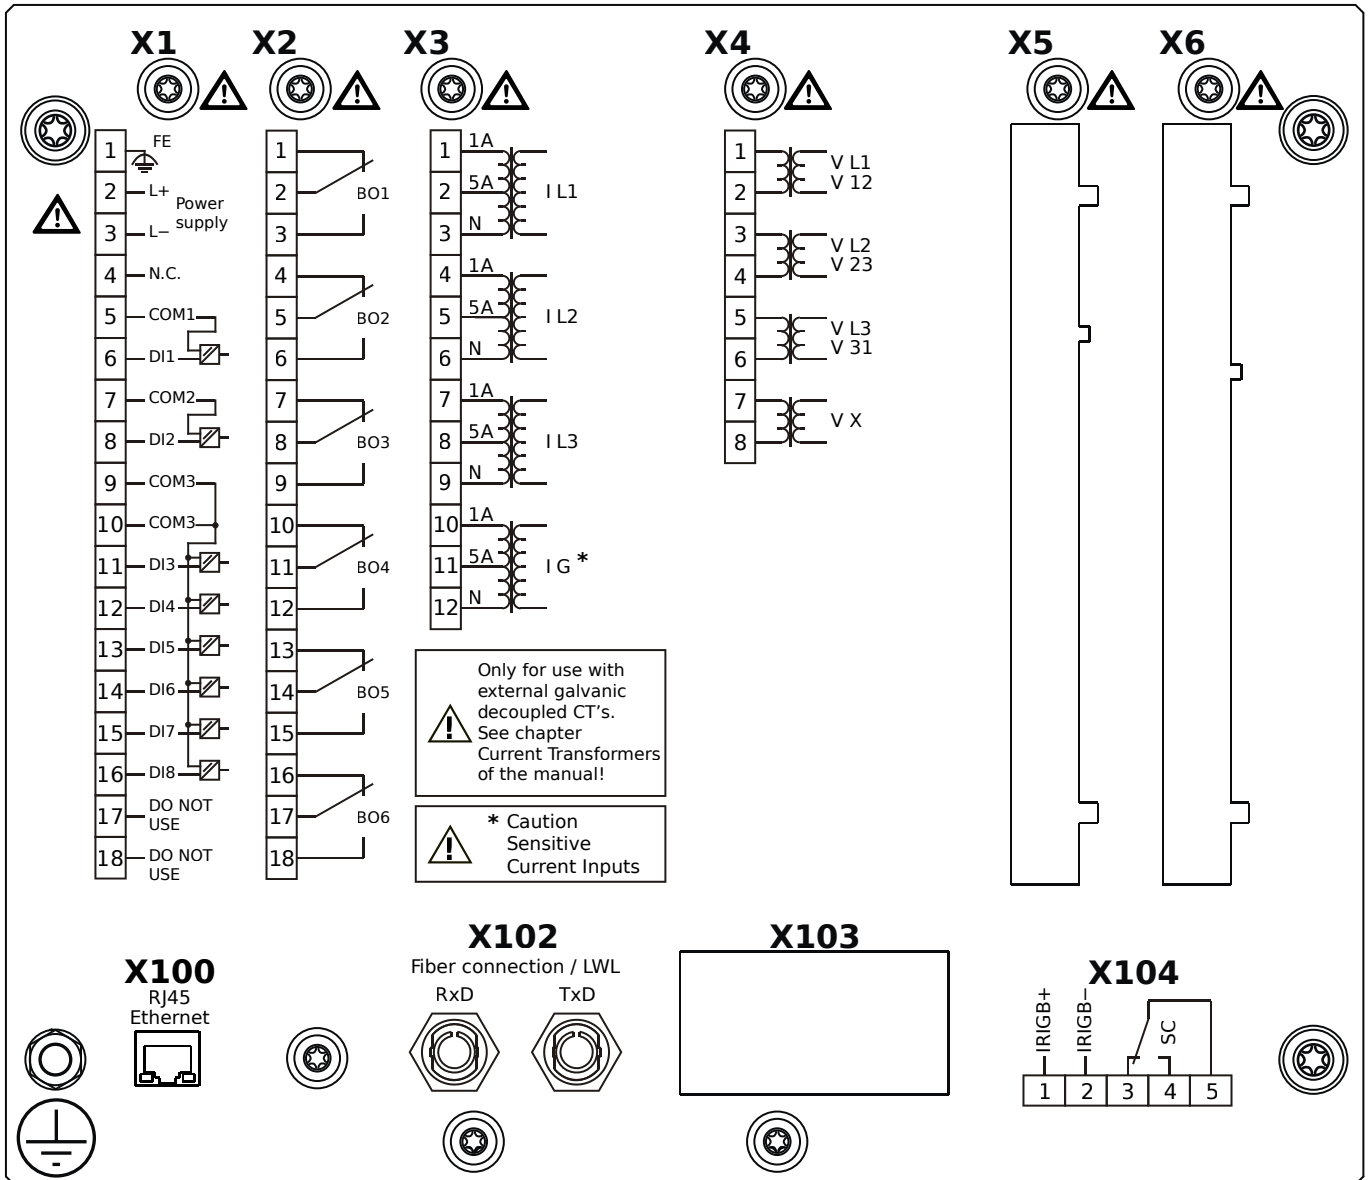 X1
1 FE
2 L+
Power supply
3 L−
4 N.C.
5 COM1
6 DI1
7 COM2
8 DI2
9 COM3
10 COM3
11 DI3
12 DI4
13 DI5
14 DI6
15 DI7
16 DI8
17 DO NOT
USE
18 DO NOT
USE
X2
1
2 BO1
3
4
5 BO2
6
7
8 BO3
9
10
11 BO4
12
13
14 BO5
15
16
17 BO6
18
X3
1 1A
2 5A I L1
3 N
4 1A
5 5A I L2
6 N
7 1A
8 5A I L3
9 N
10 1A
11 5A I G *
12 N
Only for use with
external galvanic
decoupled CT's.
See chapter
Current Transformers
of the manual!
* Caution
Sensitive
Current Inputs
X4
1 V L1
2 V 12
3 V L2
4 V 23
5 V L3
6 V 31
7 V X
8
X5
X6
X100
RJ45
Ethernet
X102
Fiber connection / LWL
RxD TxD
X103
X104
IRIGB+ IRIGB− SC
1 2 3 4 5